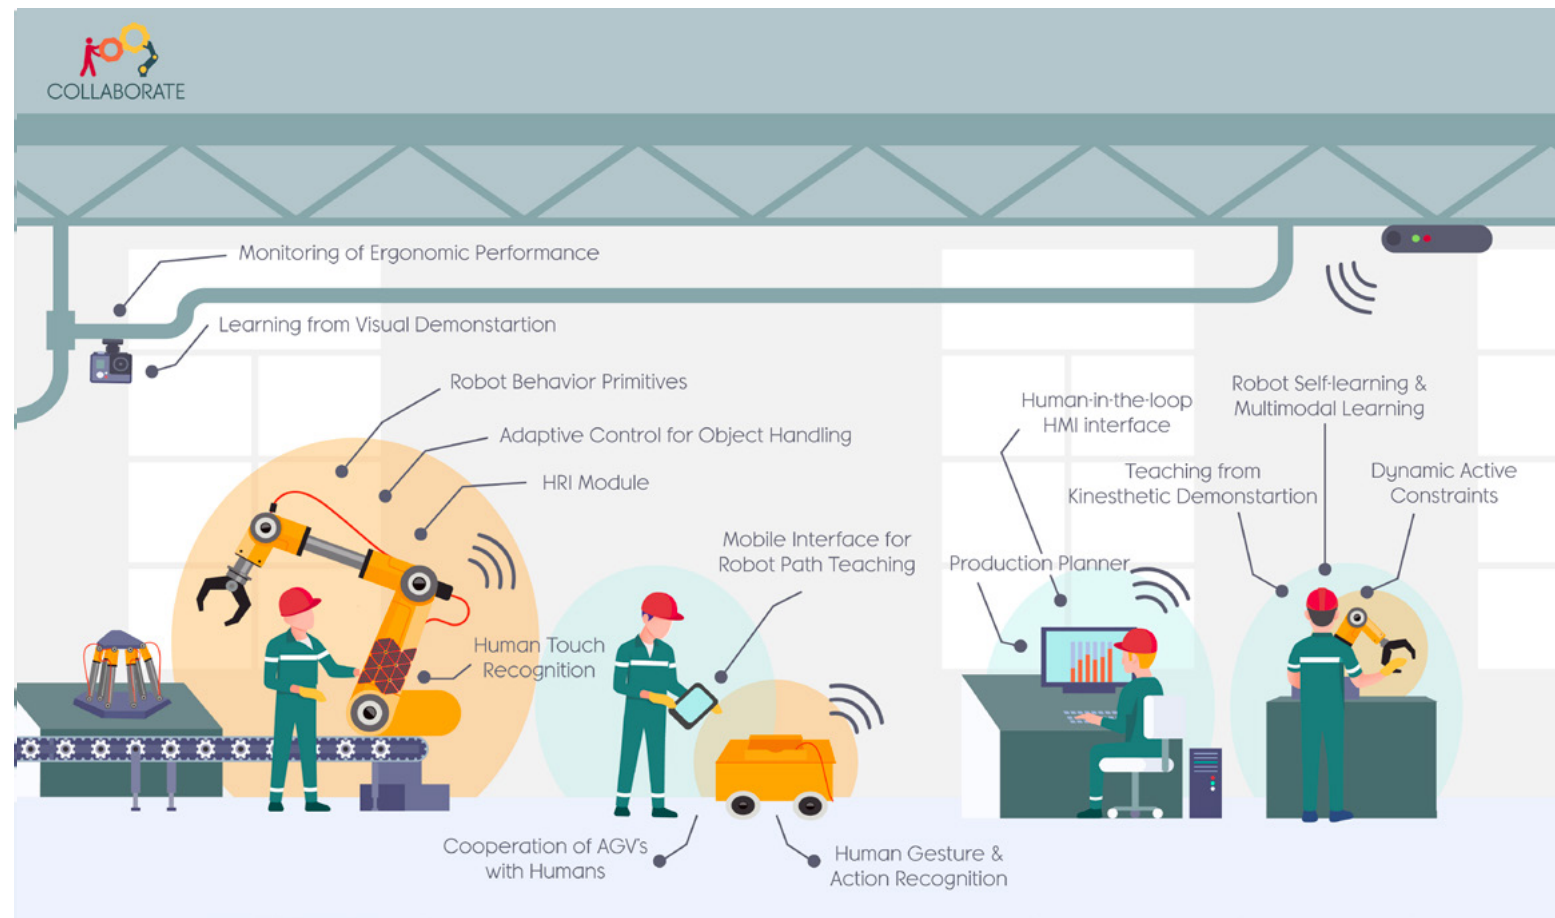 COLLABORATE
Monitoring of Ergonomic Performance
Learning from Visual Demonstartion
Robot Behavior Primitives
Adaptive Control for Object Handling
HRI Module
Human Touch
Recognition
Mobile Interface for
Robot Path Teaching
Cooperation of AGV's
with Humans
Human Gesture &
Action Recognition
Human-in-the-loop
HMI interface
Production Planner
Robot Self-learning &
Multimodal Learning
Teaching from
Kinesthetic Demonstartion
Dynamic Active
Constraints